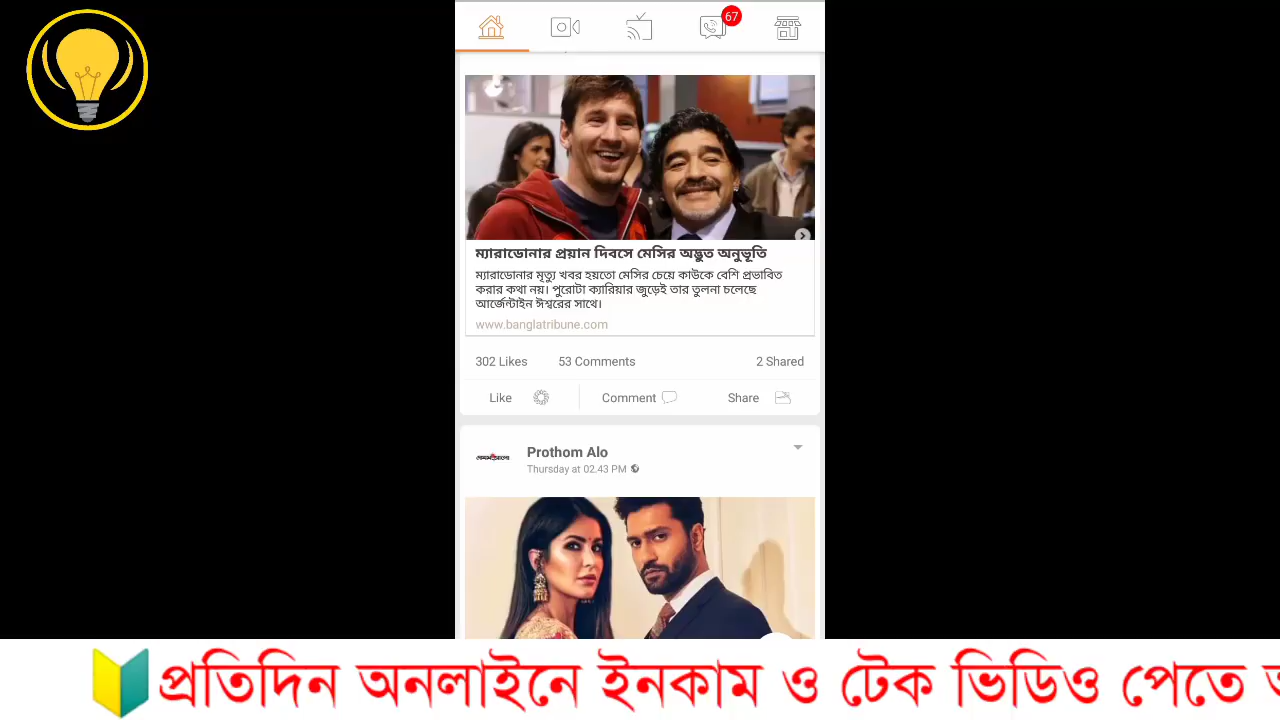 67
ম্যারাডোনার প্রয়ান দিবসে মেসির অদ্ভুত অনুভূতি
ম্যারাডোনার মৃত্যু খবর হয়তো মেসির চেয়ে কাউকে বেশি প্রভাবিত
করার কথা নয়। পুরোটা ক্যারিয়ার জুড়েই তার তুলনা চলেছে
আর্জেন্টাইন ঈশ্বরের সাথে।
www.banglatribune.com
302 Likes 53 Comments 2 Shared
Like Comment Share
Prothom Alo
Thursday at 02.43 PM
প্রতিদিন অনলাইনে ইনকাম ও টেক ভিডিও পেতে